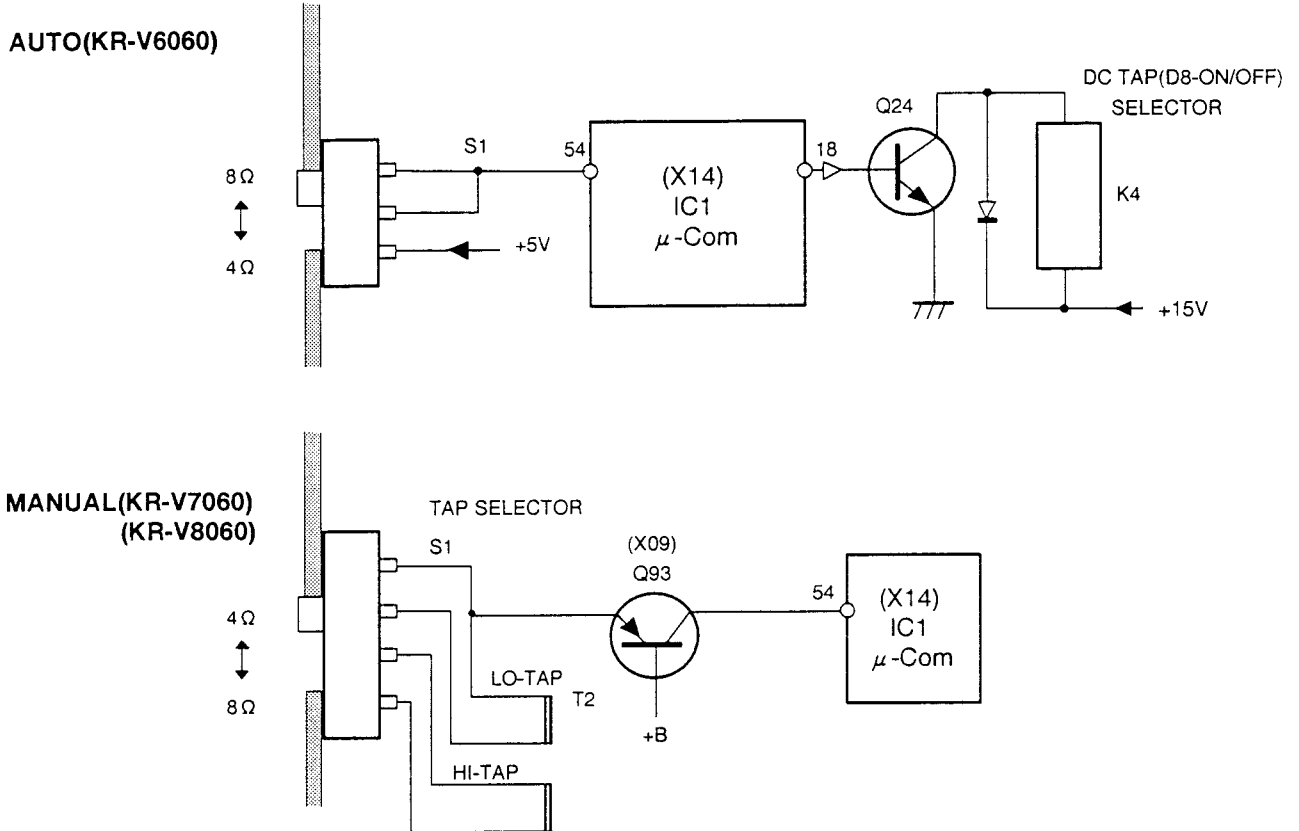 AUTO(KR-V6060)
DC TAP(D8-ON/OFF)
SELECTOR
Q24
S1
54
18
8Ω
4Ω
(X14)
IC1
μ-Com
K4
+5V
+15V
MANUAL(KR-V7060)
(KR-V8060)
TAP SELECTOR
S1
(X09)
Q93
54
4Ω
8Ω
(X14)
IC1
μ-Com
LO-TAP
T2
+B
HI-TAP